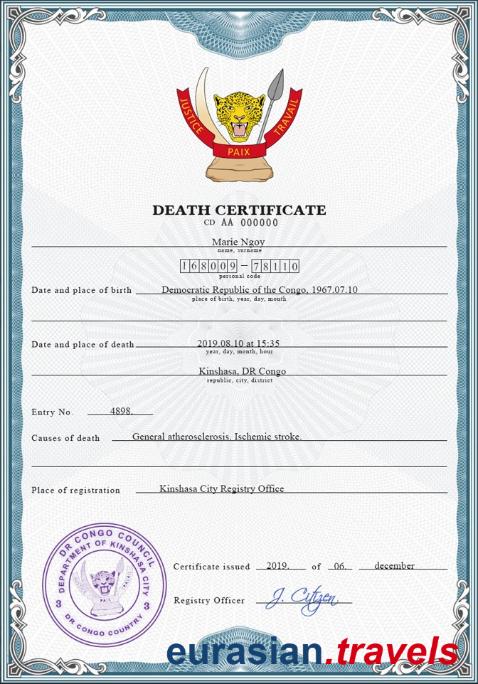 JUSTICE
PAIX
TRAVAIL
DEATH CERTIFICATE
CD AA 000000
Marie Ngoy
name, surname
168009 – 78110
personal code
Date and place of birth Democratic Republic of the Congo, 1967.07.10
place of birth, year, day, mouth
Date and place of death 2019.08.10 at 15:35
year, day, month, hour
Kinshasa, DR Congo
republic, city, district
Entry No. 4898.
Causes of death General atherosclerosis. Ischemic stroke.
Place of registration Kinshasa City Registry Office
DR CONGO COUNCIL
DEPARTMENT OF KINSHASA CITY
3 3
DR CONGO COUNTRY
Certificate issued 2019. of 06. december
Registry Officer J. Citizen
eurasian.travels